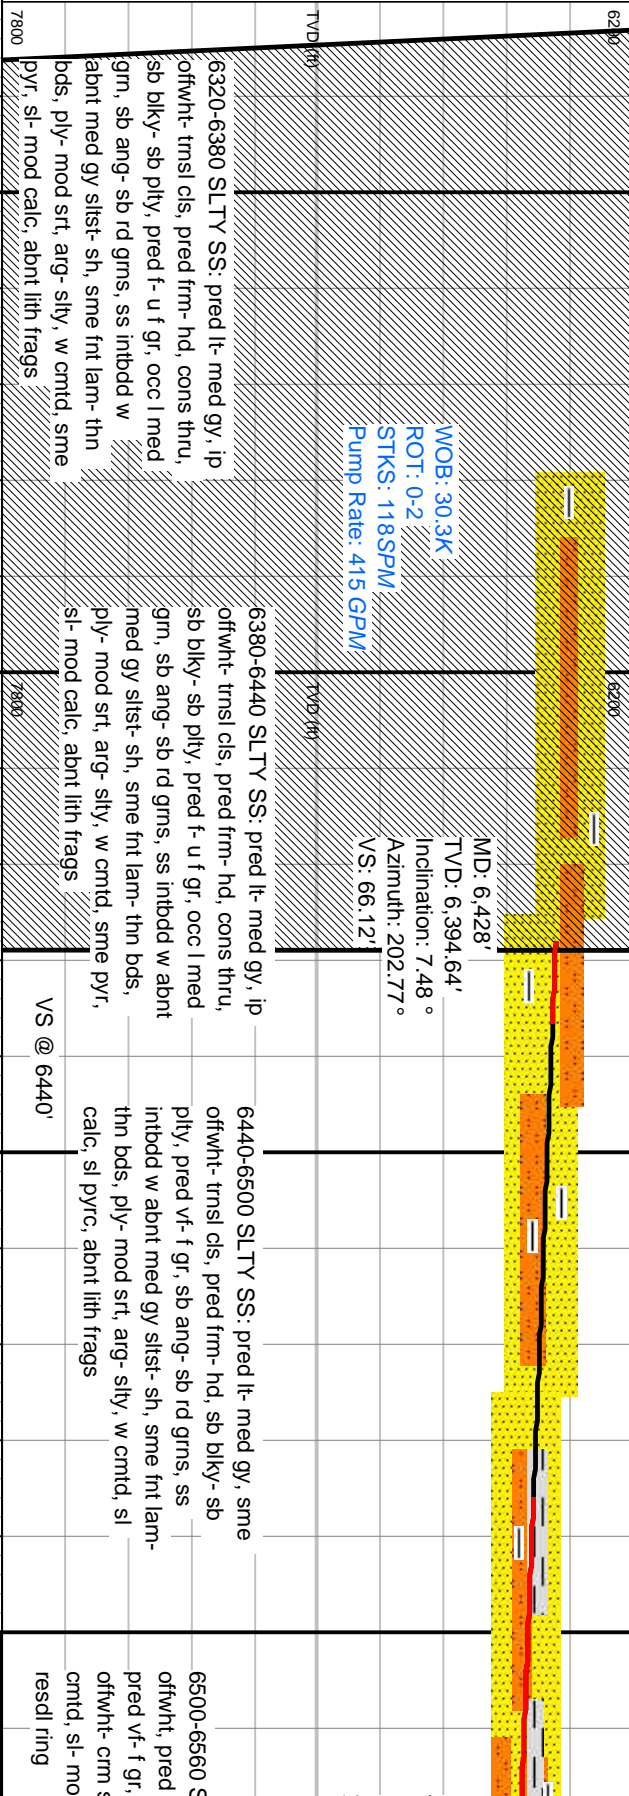 6200
TVD (ft)
7800
6320-6380 SLTY SS: pred lt- med gy, ip
offwht- trnsl cls, pred frm- hd, cons thru,
sb blky- sb plty, pred f- u f gr, occ l med
grn, sb ang- sb rd grns, ss intbdd w
abnt med gy sltst- sh, sme fnt lam- thn
bds, ply- mod srt, arg- slty, w cmtd, sme
pyr, sl- mod calc, abnt lith frags
WOB: 30.3K
ROT: 0-2
STKS: 118SPM
Pump Rate: 415 GPM
6200
TVD (ft)
7800
6380-6440 SLTY SS: pred lt- med gy, ip
offwht- trnsl cls, pred frm- hd, cons thru,
sb blky- sb plty, pred f- u f gr, occ l med
grn, sb ang- sb rd grns, ss intbdd w abnt
med gy sltst- sh, sme fnt lam- thn bds,
ply- mod srt, arg- slty, w cmtd, sme pyr,
sl- mod calc, abnt lith frags
MD: 6,428'
TVD: 6,394.64'
Inclination: 7.48 °
Azimuth: 202.77°
VS: 66.12'
VS @ 6440'
6440-6500 SLTY SS: pred lt- med gy, sme
offwht- trnsl cls, pred frm- hd, sb blky- sb
plty, pred vf- f gr, sb ang- sb rd grns, ss
intbdd w abnt med gy sltst- sh, sme fnt lam-
thn bds, ply- mod srt, arg- slty, w cmtd, sl
calc, sl pyrc, abnt lith frags
6500-6560 S
offwht, pred
pred vf- f gr,
offwht- crm s
cmtd, sl- mo
resdl ring